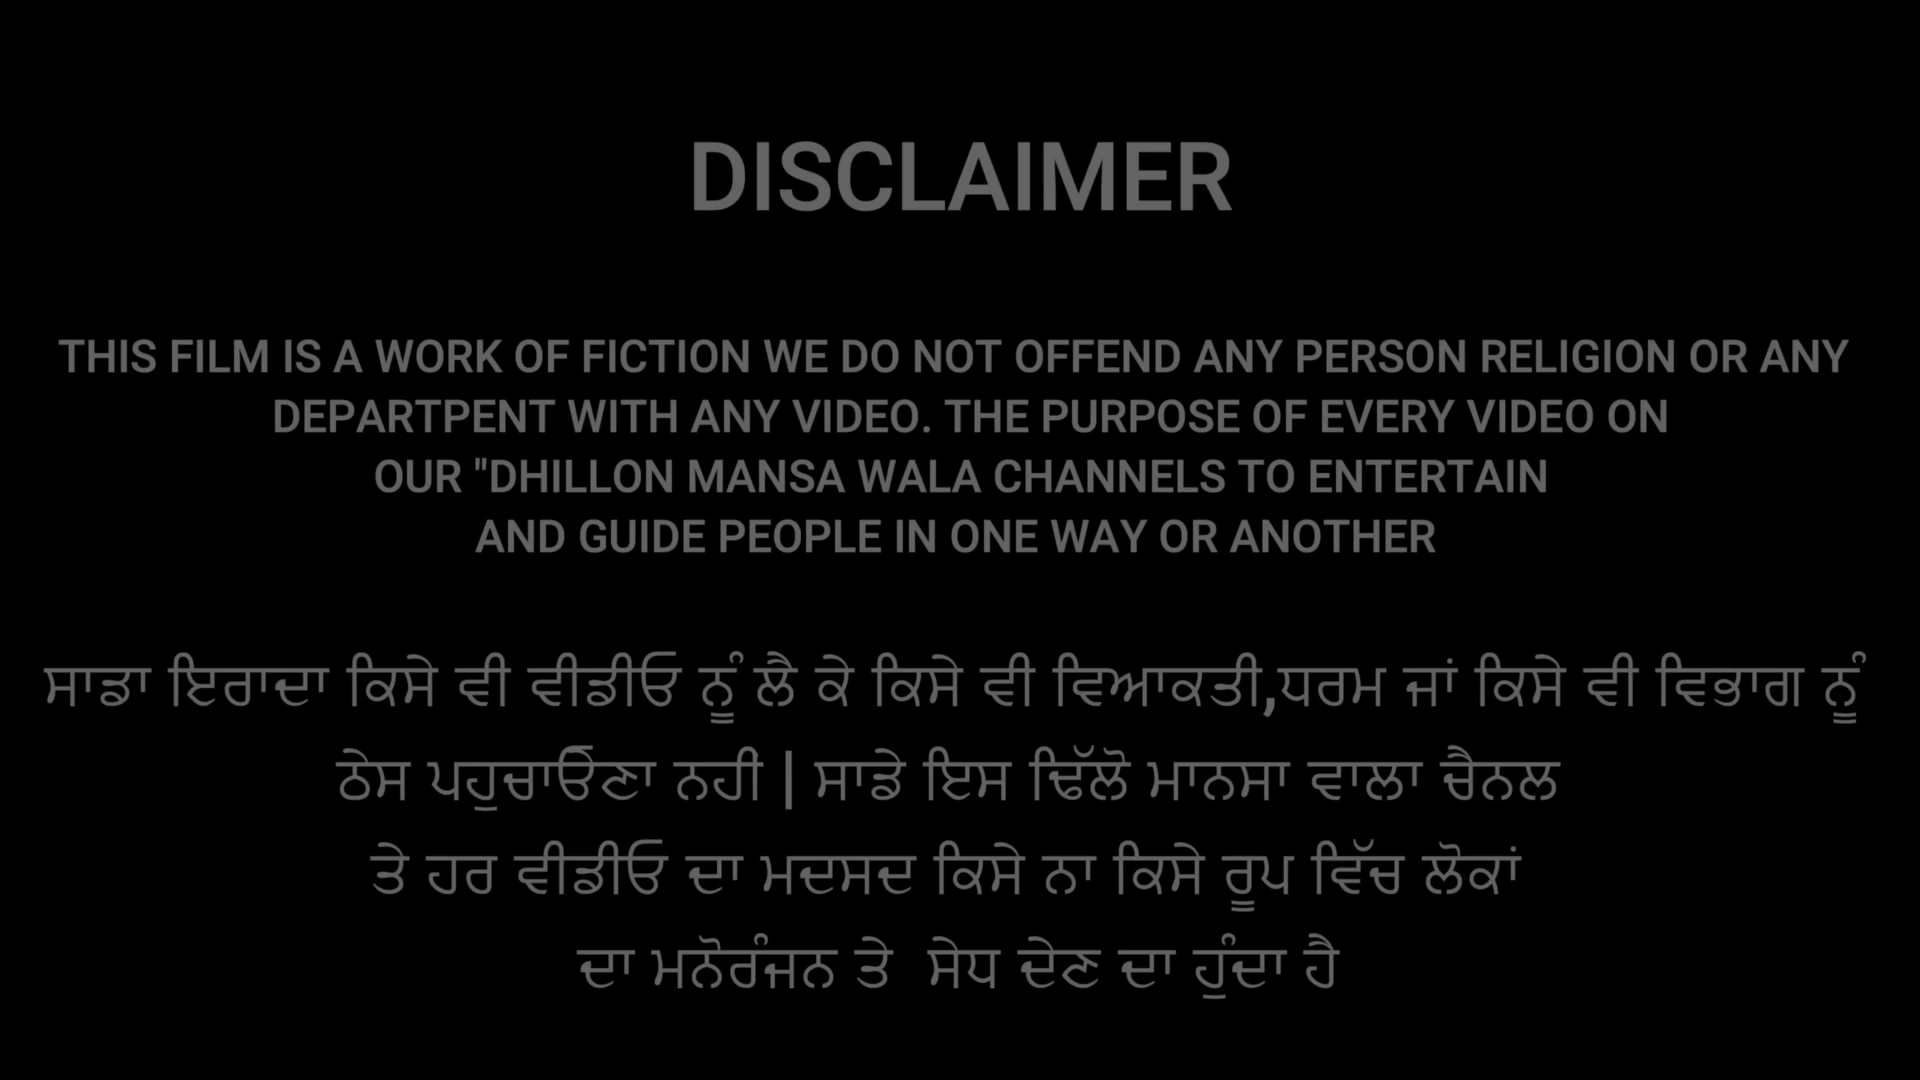 DISCLAIMER
THIS FILM IS A WORK OF FICTION WE DO NOT OFFEND ANY PERSON RELIGION OR ANY
DEPARTPENT WITH ANY VIDEO. THE PURPOSE OF EVERY VIDEO ON
OUR "DHILLON MANSA WALA CHANNELS TO ENTERTAIN
AND GUIDE PEOPLE IN ONE WAY OR ANOTHER
ਸਾਡਾ ਇਰਾਦਾ ਕਿਸੇ ਵੀ ਵੀਡੀਓ ਨੂੰ ਲੈ ਕੇ ਕਿਸੇ ਵੀ ਵਿਆਕਤੀ,ਧਰਮ ਜਾਂ ਕਿਸੇ ਵੀ ਵਿਭਾਗ ਨੂੰ
ਠੇਸ ਪਹੁਚਾਓਣਾ ਨਹੀ | ਸਾਡੇ ਇਸ ਢਿੱਲੋ ਮਾਨਸਾ ਵਾਲਾ ਚੈਨਲ
ਤੇ ਹਰ ਵੀਡੀਓ ਦਾ ਮਦਸਦ ਕਿਸੇ ਨਾ ਕਿਸੇ ਰੂਪ ਵਿੱਚ ਲੋਕਾਂ
ਦਾ ਮਨੋਰੰਜਨ ਤੇ  ਸੇਧ ਦੇਣ ਦਾ ਹੁੰਦਾ ਹੈ